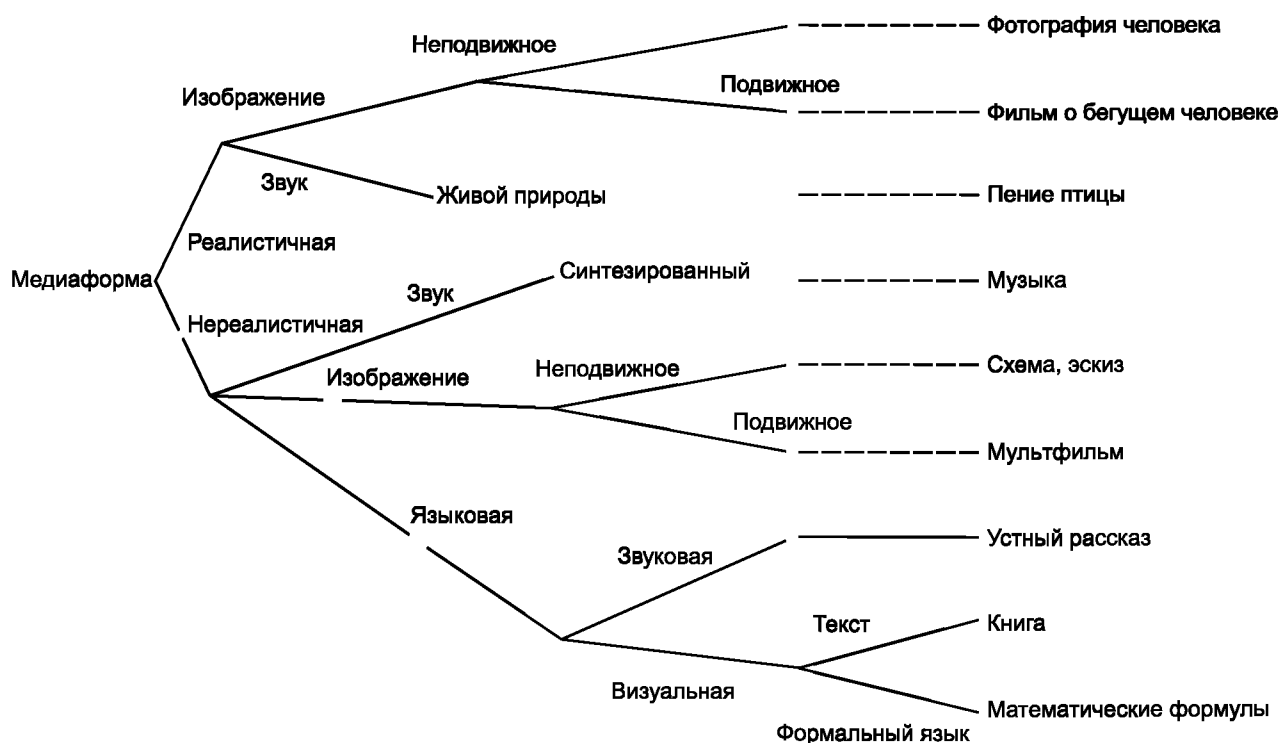 Неподвижное
Фотография человека
Подвижное
Изображение
Фильм о бегущем человеке
Звук
Живой природы
Пение птицы
Реалистичная
Медиаформа
Синтезированный
Звук
Музыка
Нереалистичная
Изображение
Неподвижное
Схема, эскиз
Подвижное
Мультфильм
Языковая
Звуковая
Устный рассказ
Текст
Книга
Визуальная
Математические формулы
Формальный язык